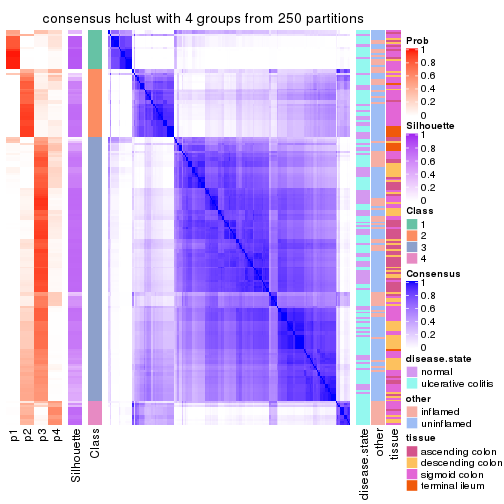 consensus hclust with 4 groups from 250 partitions
p1
p2
p3
p4
Silhouette
Class
disease.state
other
tissue
Prob
1
0.8
0.6
0.4
0.2
0
Silhouette
1
0.8
0.6
0.4
0.2
0
Class
1
2
3
4
Consensus
1
0.8
0.6
0.4
0.2
0
disease.state
normal
ulcerative colitis
other
inflamed
uninflamed
tissue
ascending colon
descending colon
sigmoid colon
terminal ileum